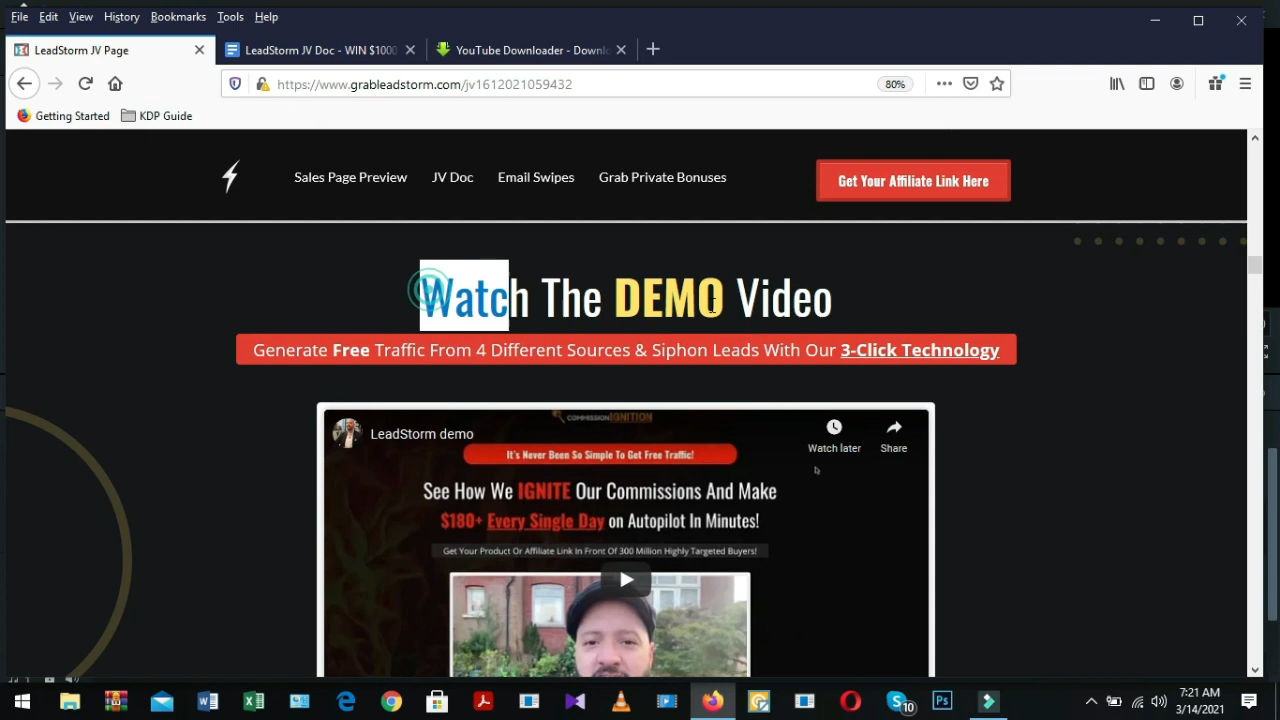 File Edit View History Bookmarks Tools Help
LeadStorm JV Page
LeadStorm JV Doc - WIN $1000
YouTube Downloader - Downl
https://www.grableadstorm.com/jv1612021059432
80%
Getting Started KDP Guide
Sales Page Preview JV Doc Email Swipes Grab Private Bonuses
Get Your Affiliate Link Here
Watch The DEMO Video
Generate Free Traffic From 4 Different Sources & Siphon Leads With Our 3-Click Technology
LeadStorm demo
COMMISSIONIGNITION
Watch later Share
It's Never Been So Simple To Get Free Traffic!
See How We IGNITE Our Commissions And Make
$180+ Every Single Day on Autopilot In Minutes!
Get Your Product Or Affiliate Link In Front Of 300 Million Highly Targeted Buyers!
10
7:21 AM
3/14/2021